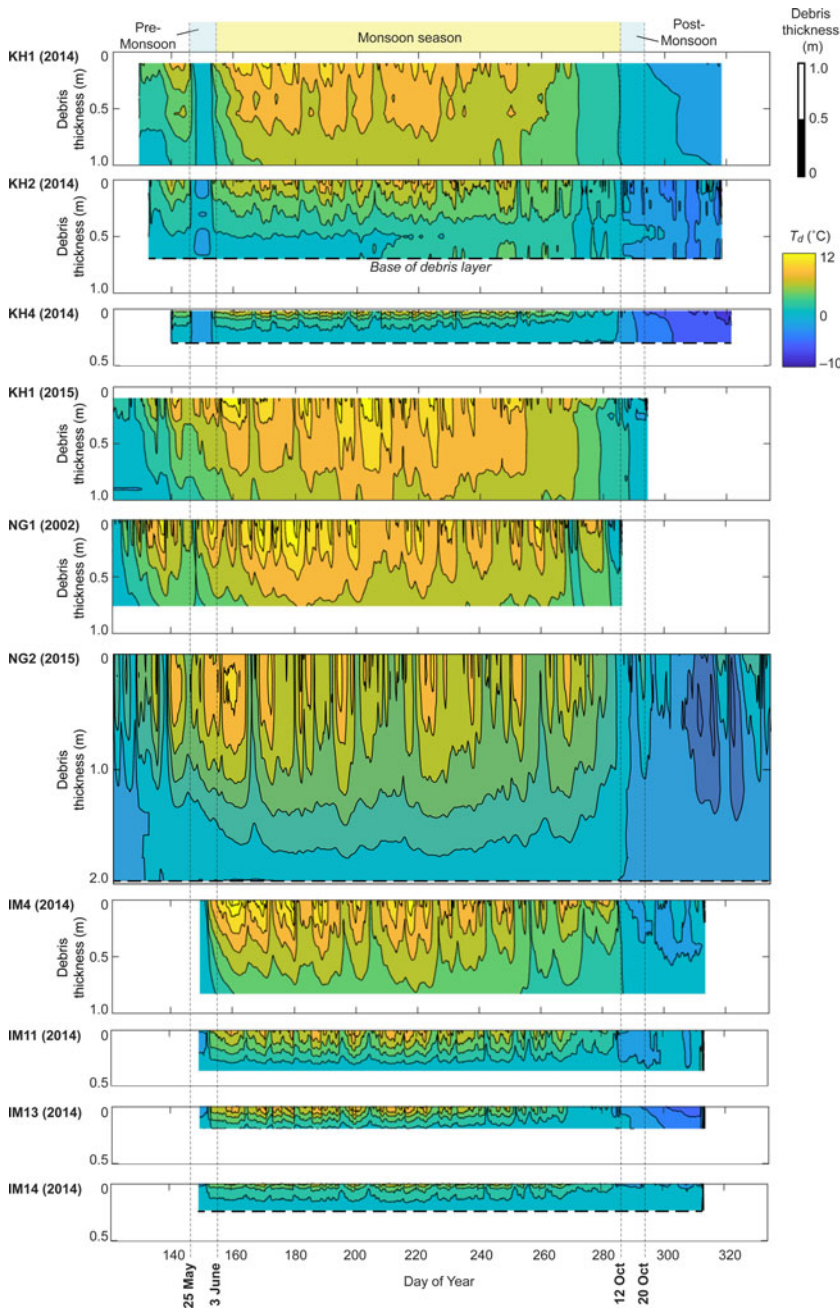 Pre-
Monsoon
Monsoon season
Post-
Monsoon
Debris
thickness
(m)
1.0
0.5
0
T_d (˚C)
12
0
–10
KH1 (2014)
Debris
thickness (m)
0
0.5
1.0
KH2 (2014)
Debris
thickness (m)
0
0.5
1.0
Base of debris layer
KH4 (2014)
0
0.5
KH1 (2015)
Debris
thickness (m)
0
0.5
1.0
NG1 (2002)
Debris
thickness (m)
0
0.5
1.0
NG2 (2015)
Debris
thickness (m)
0
1.0
2.0
IM4 (2014)
Debris
thickness (m)
0
0.5
1.0
IM11 (2014)
0
0.5
IM13 (2014)
0
0.5
IM14 (2014)
0
0.5
140 160 180 200 220 240 260 280 300 320
25 May 3 June 12 Oct 20 Oct
Day of Year